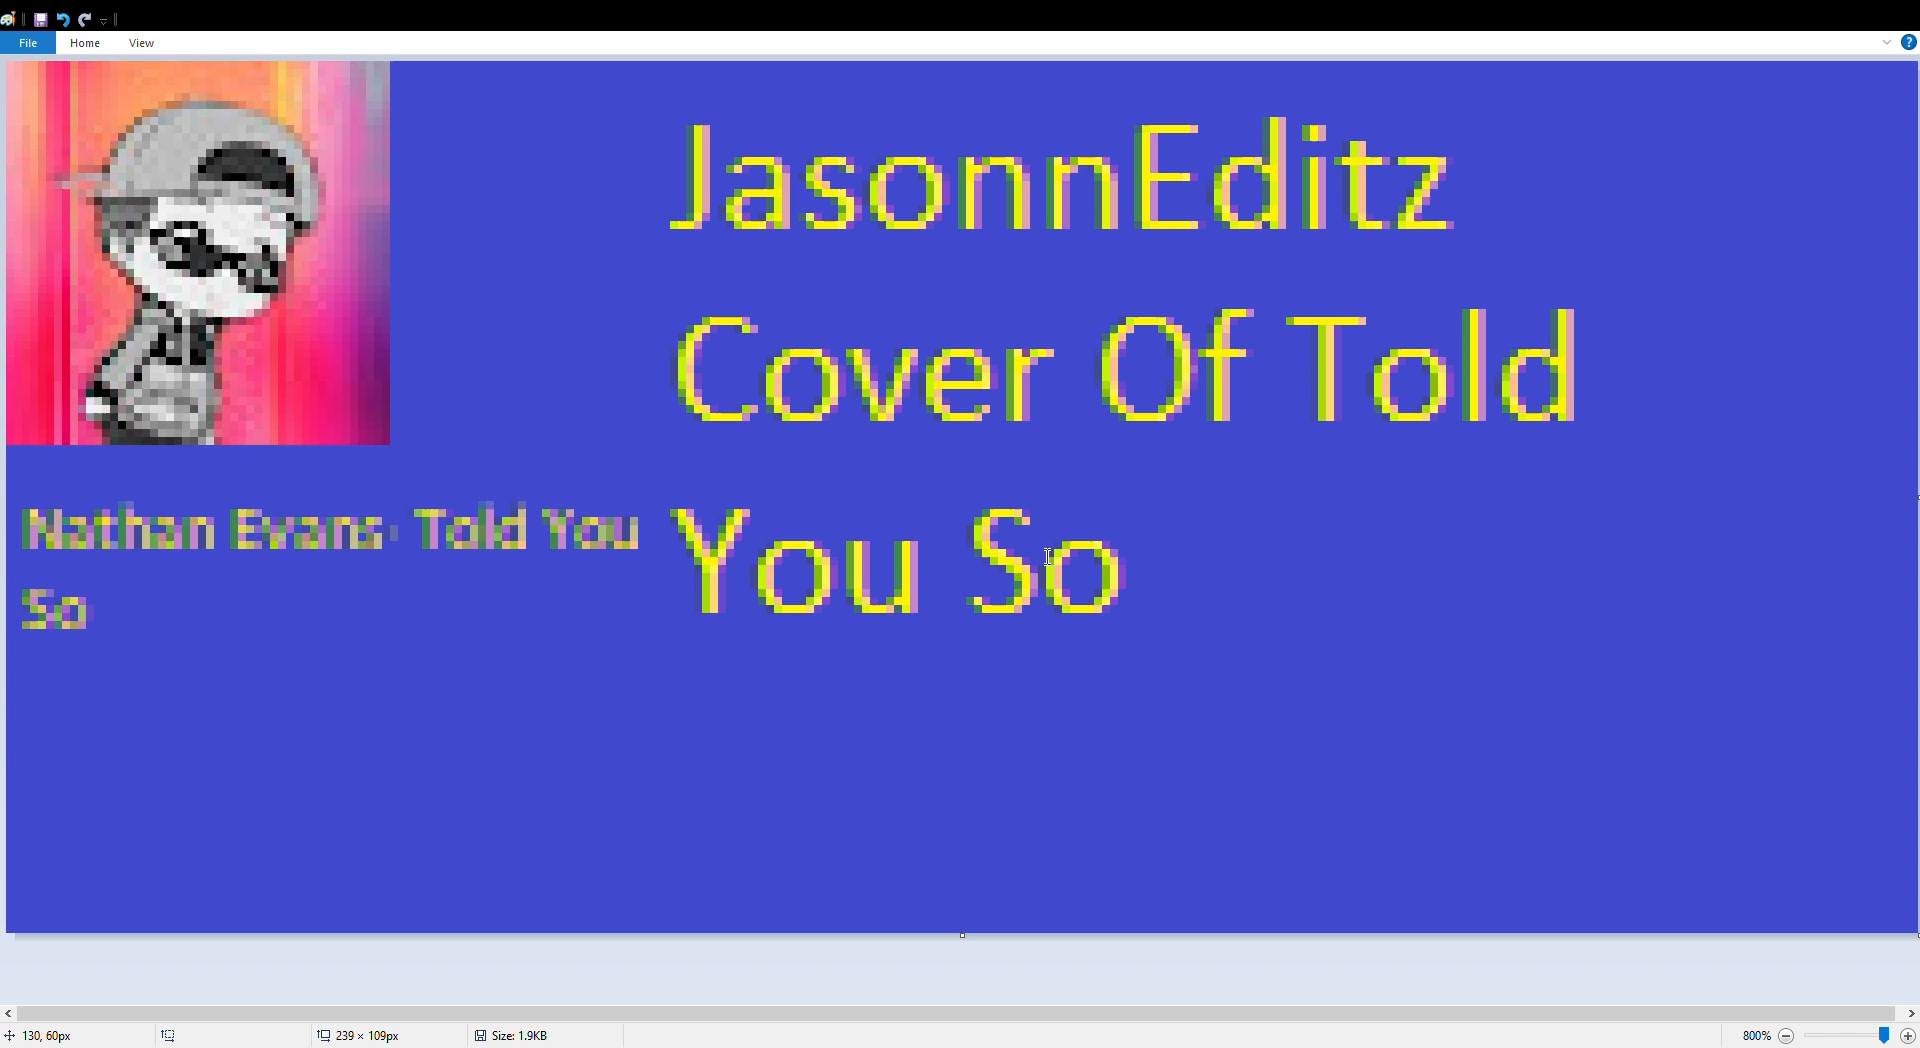 File Home View
JasonnEditz
Cover Of Told
You So
Nathan Evans- Told You
So
130, 60px
239 × 109px
Size: 1.9KB
800%